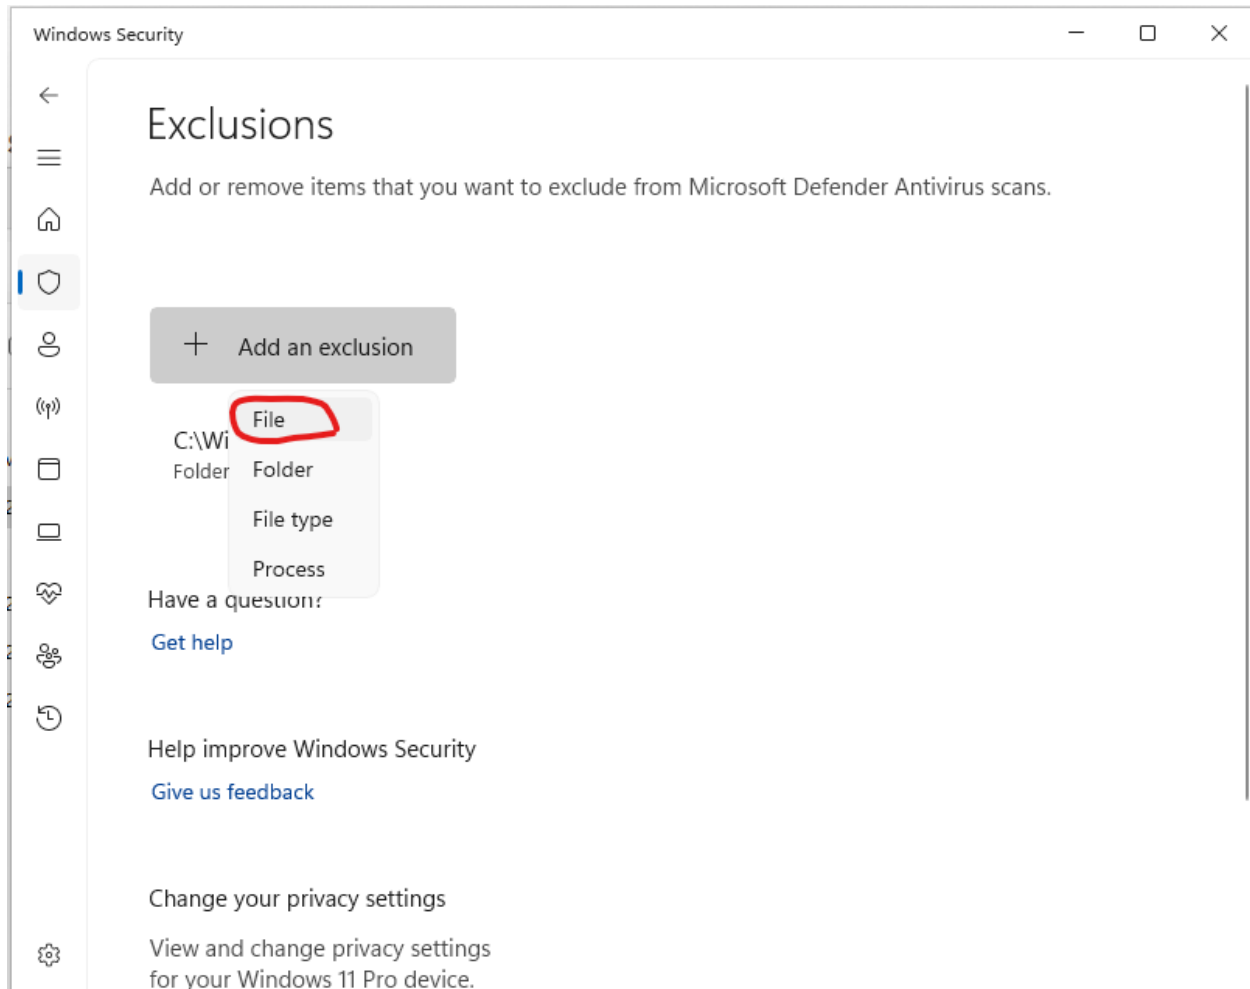 Windows Security
Exclusions
Add or remove items that you want to exclude from Microsoft Defender Antivirus scans.
Add an exclusion
File
C:\Wi
Folder
Folder
File type
Process
Have a question?
Get help
Help improve Windows Security
Give us feedback
Change your privacy settings
View and change privacy settings
for your Windows 11 Pro device.